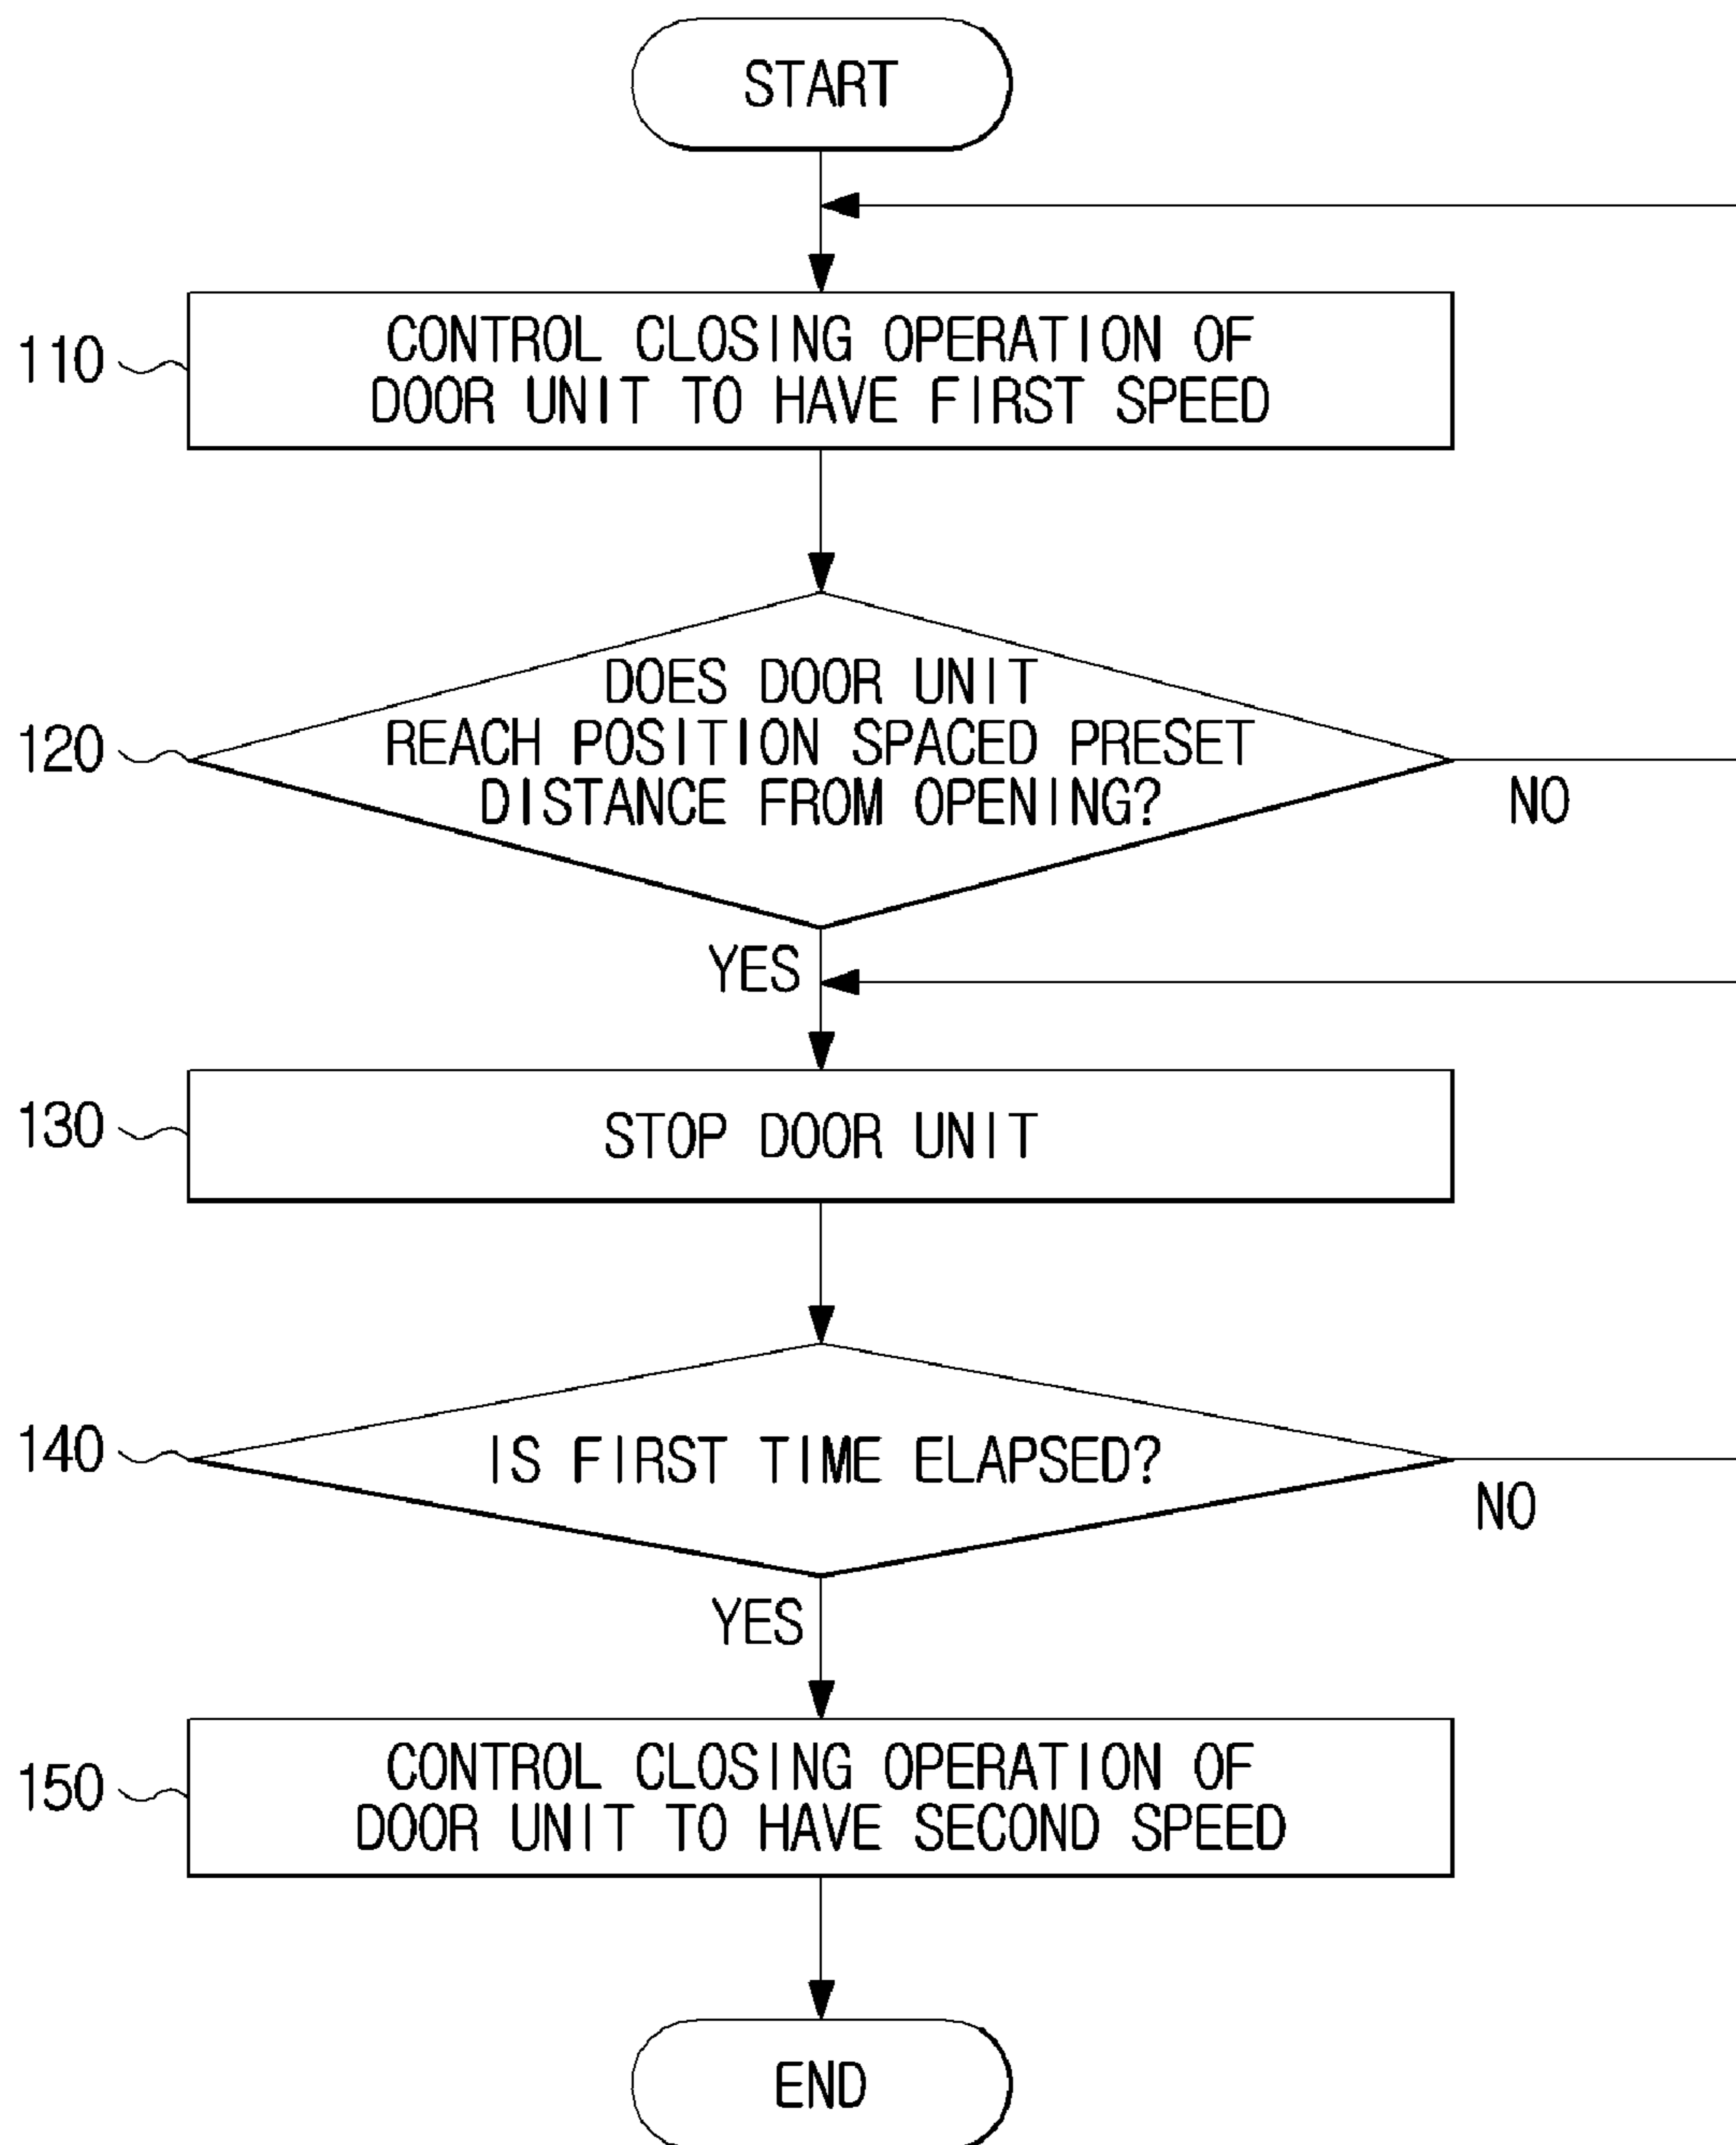 START
110
CONTROL CLOSING OPERATION OF
DOOR UNIT TO HAVE FIRST SPEED
120
DOES DOOR UNIT
REACH POSITION SPACED PRESET
DISTANCE FROM OPENING?
NO
YES
130
STOP DOOR UNIT
140
IS FIRST TIME ELAPSED?
NO
YES
150
CONTROL CLOSING OPERATION OF
DOOR UNIT TO HAVE SECOND SPEED
END